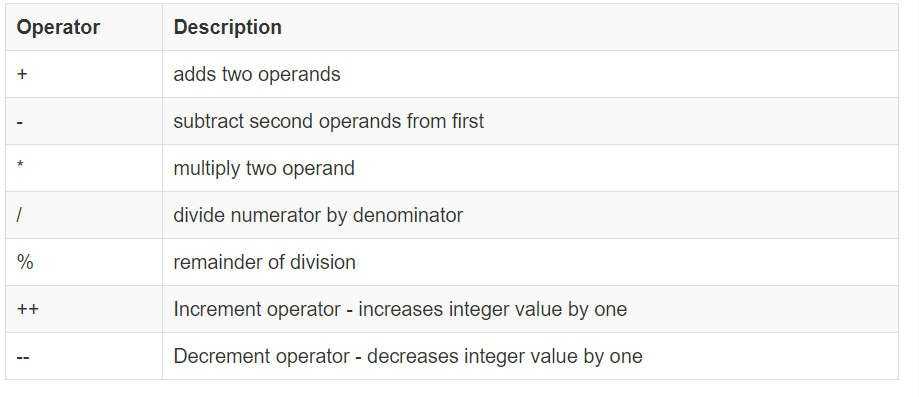 Operator Description
+ adds two operands
- subtract second operands from first
* multiply two operand
/ divide numerator by denominator
% remainder of division
++ Increment operator - increases integer value by one
-- Decrement operator - decreases integer value by one